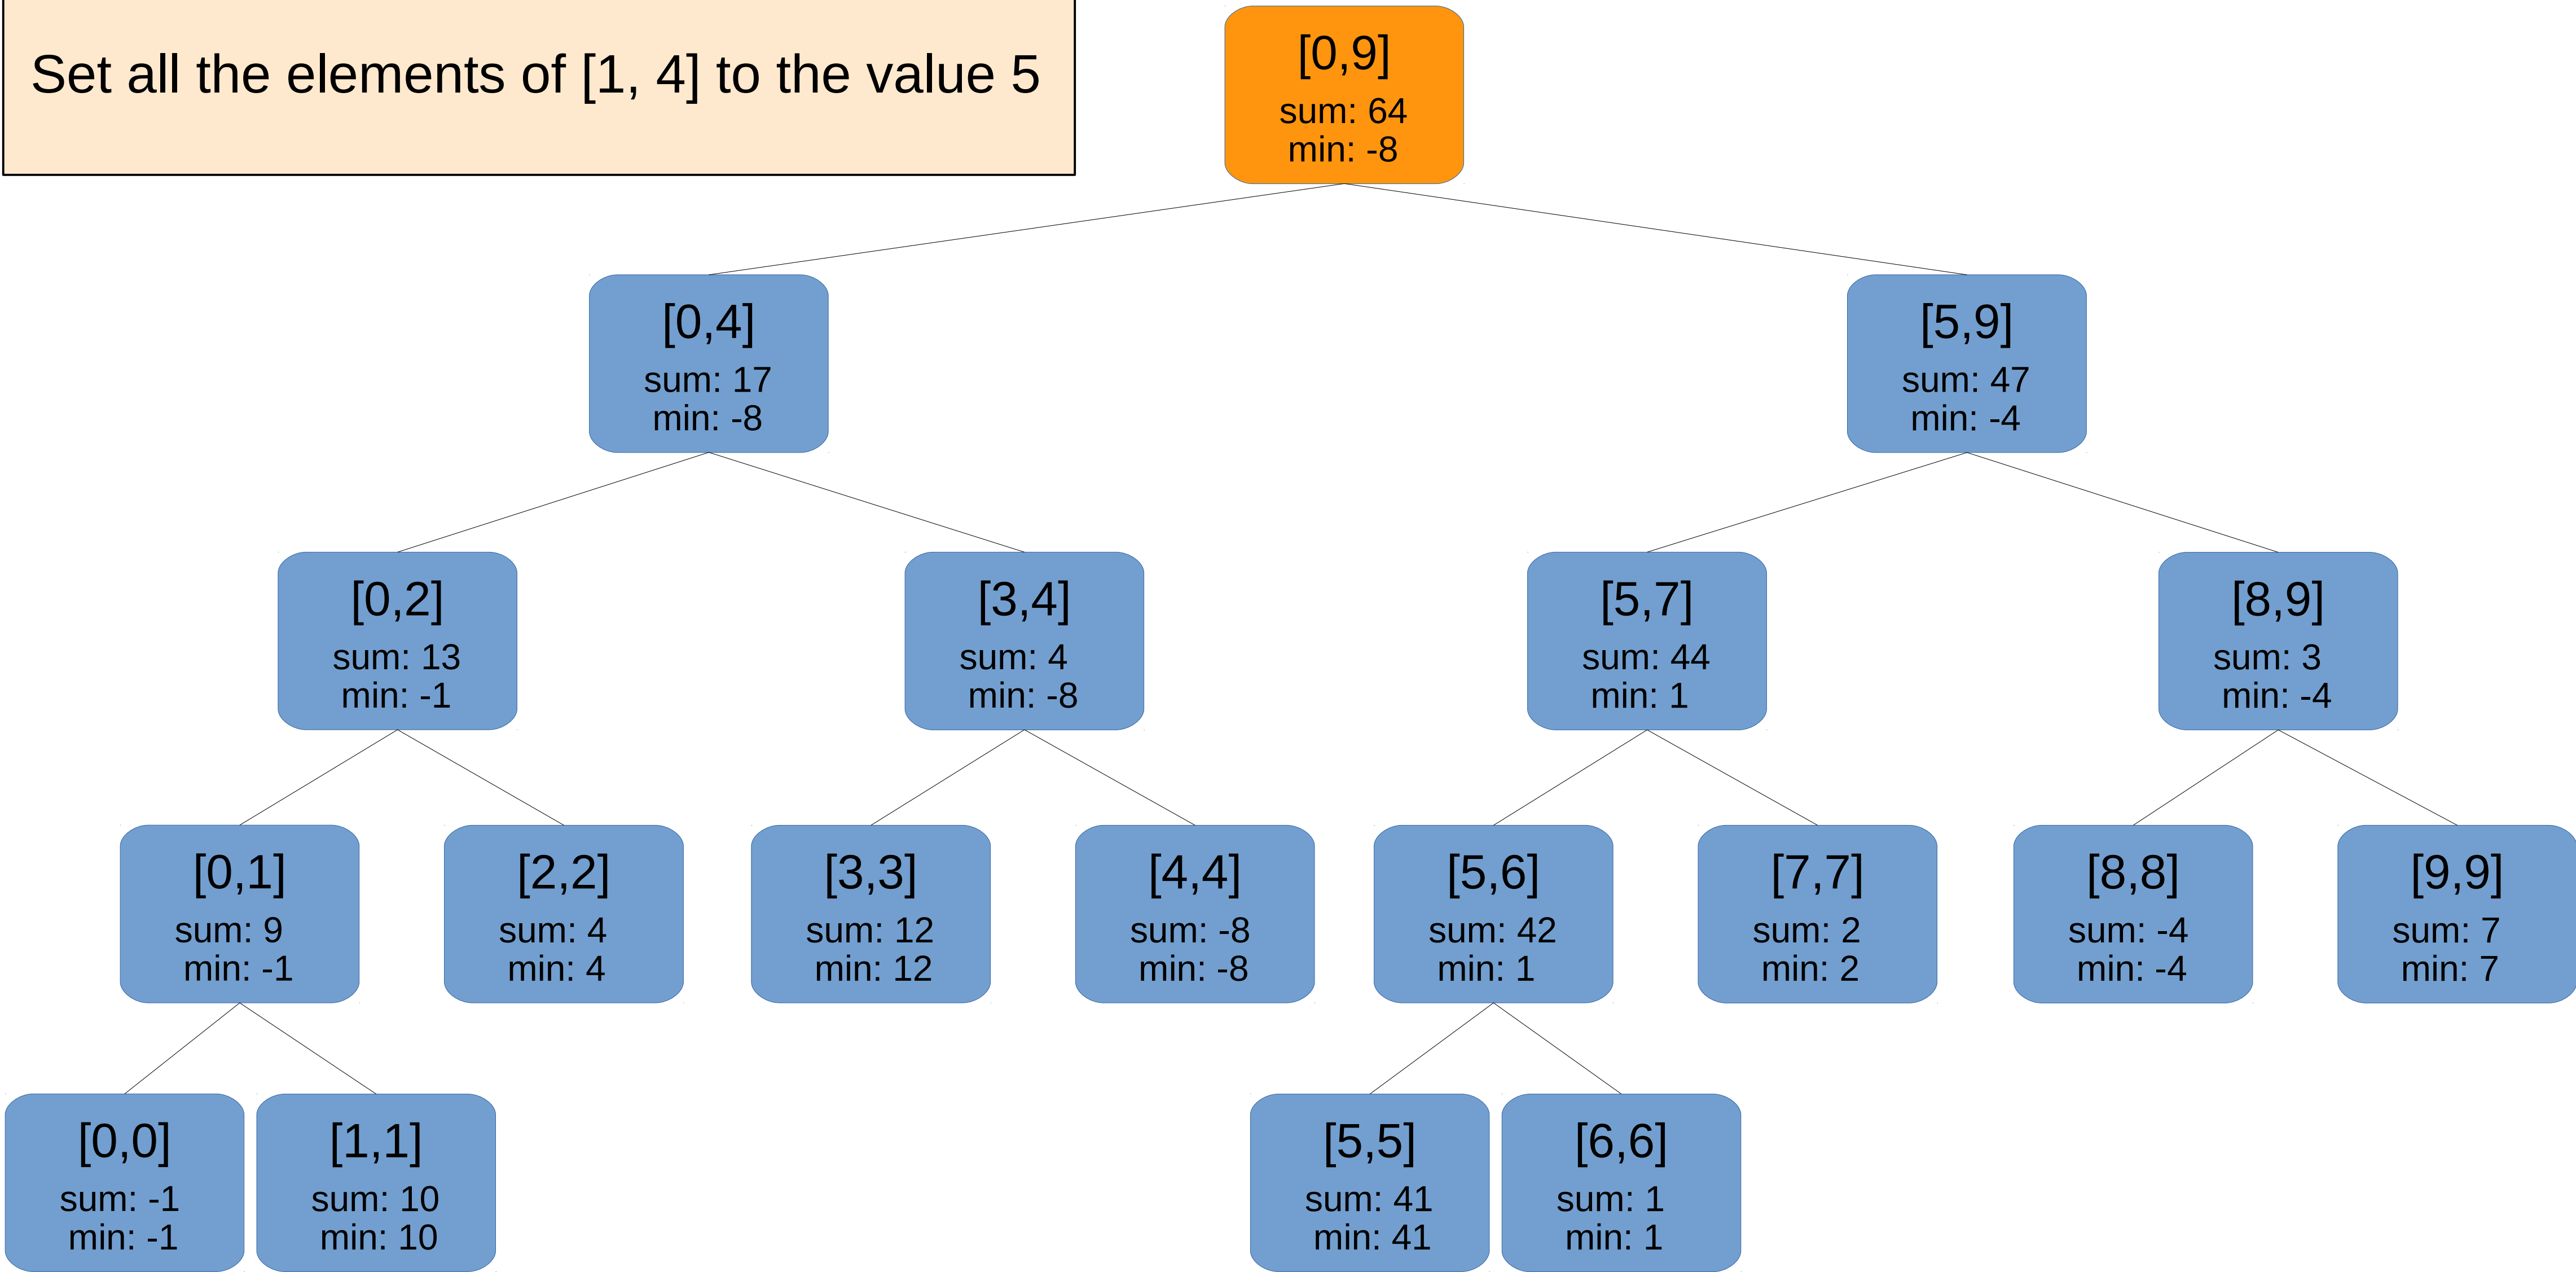 Set all the elements of [1, 4] to the value 5
[0,9]
sum: 64
min: -8
[0,4]
sum: 17
min: -8
[5,9]
sum: 47
min: -4
[0,2]
sum: 13
min: -1
[3,4]
sum: 4
min: -8
[5,7]
sum: 44
min: 1
[8,9]
sum: 3
min: -4
[0,1]
sum: 9
min: -1
[2,2]
sum: 4
min: 4
[3,3]
sum: 12
min: 12
[4,4]
sum: -8
min: -8
[5,6]
sum: 42
min: 1
[7,7]
sum: 2
min: 2
[8,8]
sum: -4
min: -4
[9,9]
sum: 7
min: 7
[0,0]
sum: -1
min: -1
[1,1]
sum: 10
min: 10
[5,5]
sum: 41
min: 41
[6,6]
sum: 1
min: 1